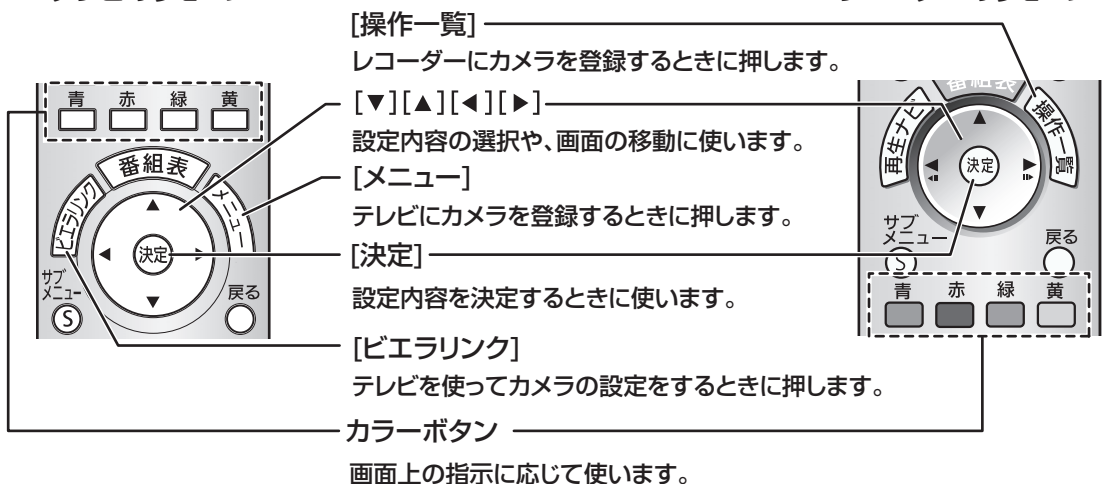 [操作一覧]
レコーダーにカメラを登録するときに押します。
[▼][▲][◀][▶]
設定内容の選択や、画面の移動に使います。
[メニュー]
テレビにカメラを登録するときに押します。
[決定]
設定内容を決定するときに使います。
[ビエラリンク]
テレビを使ってカメラの設定をするときに押します。
カラーボタン
画面上の指示に応じて使います。
青 赤 緑 黄
番組表
ビエラリンク
メニュー
決定
サブ
メニュー
S
戻る
番組表
再生ナビ
操作一覧
決定
サブ
メニュー
S
戻る
青 赤 緑 黄